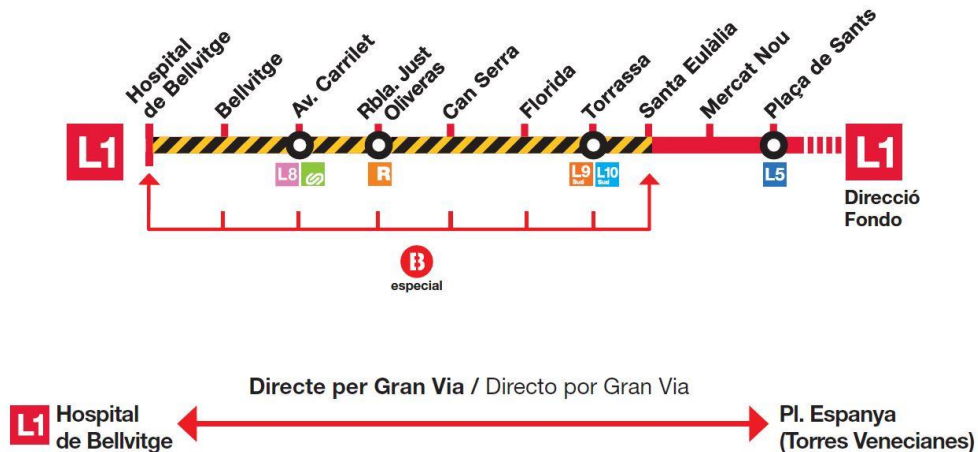 Hospital
de Bellvitge
Bellvitge
Av. Carrilet
Rbla. Just
Oliveras
Can Serra
Florida
Torrassa
Santa Eulàlia
Mercat Nou
Plaça de Sants
L1
L8
S
R
L9
Sud
L10
Sud
L5
L1
Direcció
Fondo
B
especial
Directe per Gran Via / Directo por Gran Via
L1 Hospital
de Bellvitge
Pl. Espanya
(Torres Venecianes)